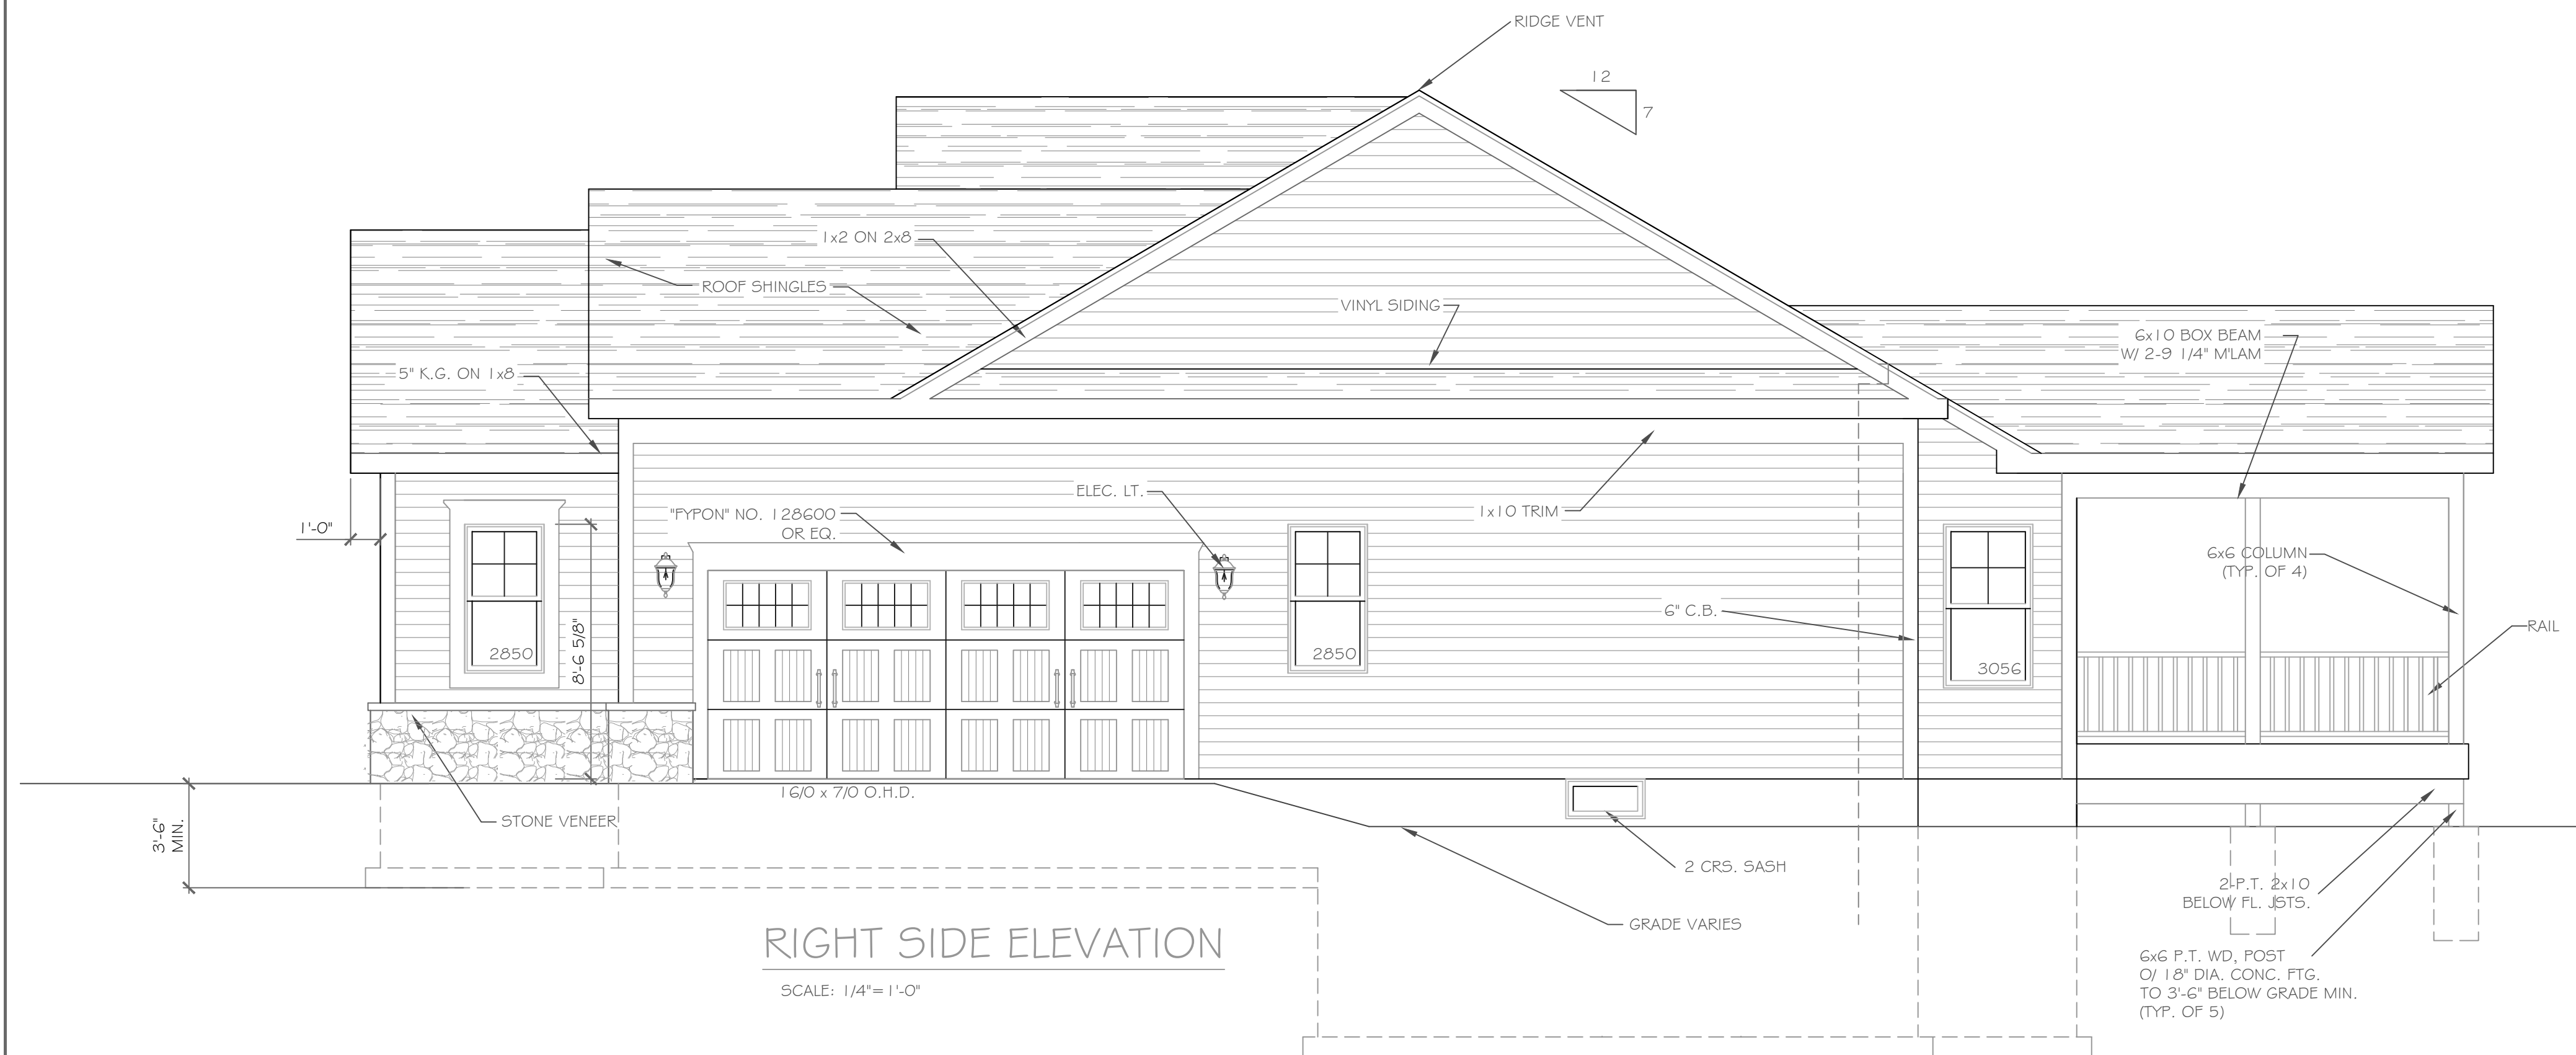 RIDGE VENT
12
7
1x2 ON 2x8
ROOF SHINGLES
VINYL SIDING
6x10 BOX BEAM
W/ 2-9 1/4" M'LAM
5" K.G. ON 1x8
1'-0"
"FYPON" NO. 128600
OR EQ.
ELEC. LT.
1x10 TRIM
6x6 COLUMN
(TYP. OF 4)
6" C.B.
RAIL
8'-6 5/8"
2850
2850
3056
16/0 x 7/0 O.H.D.
STONE VENEER
3'-6"
MIN.
2 CRS. SASH
2-P.T. 2x10
BELOW FL. JSTS.
GRADE VARIES
RIGHT SIDE ELEVATION
SCALE: 1/4"=1'-0"
6x6 P.T. WD, POST
O/ 18" DIA. CONC. FTG.
TO 3'-6" BELOW GRADE MIN.
(TYP. OF 5)